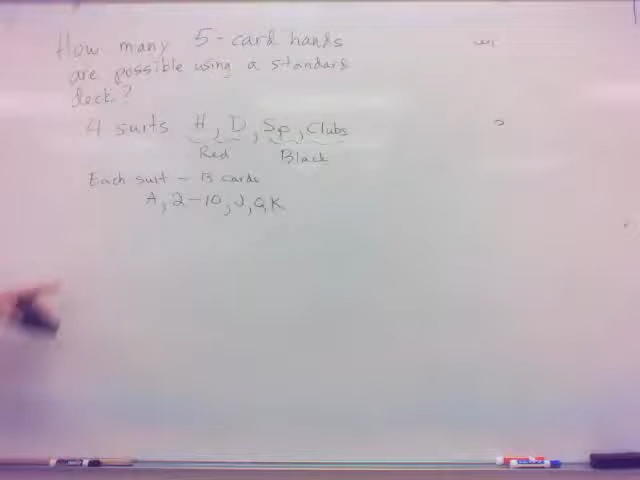 How many 5-card hands
are possible using a standard
deck?
4 suits H, D, Sp, Clubs
Red Black
Each suit - 13 cards
A, 2-10, J, Q, K